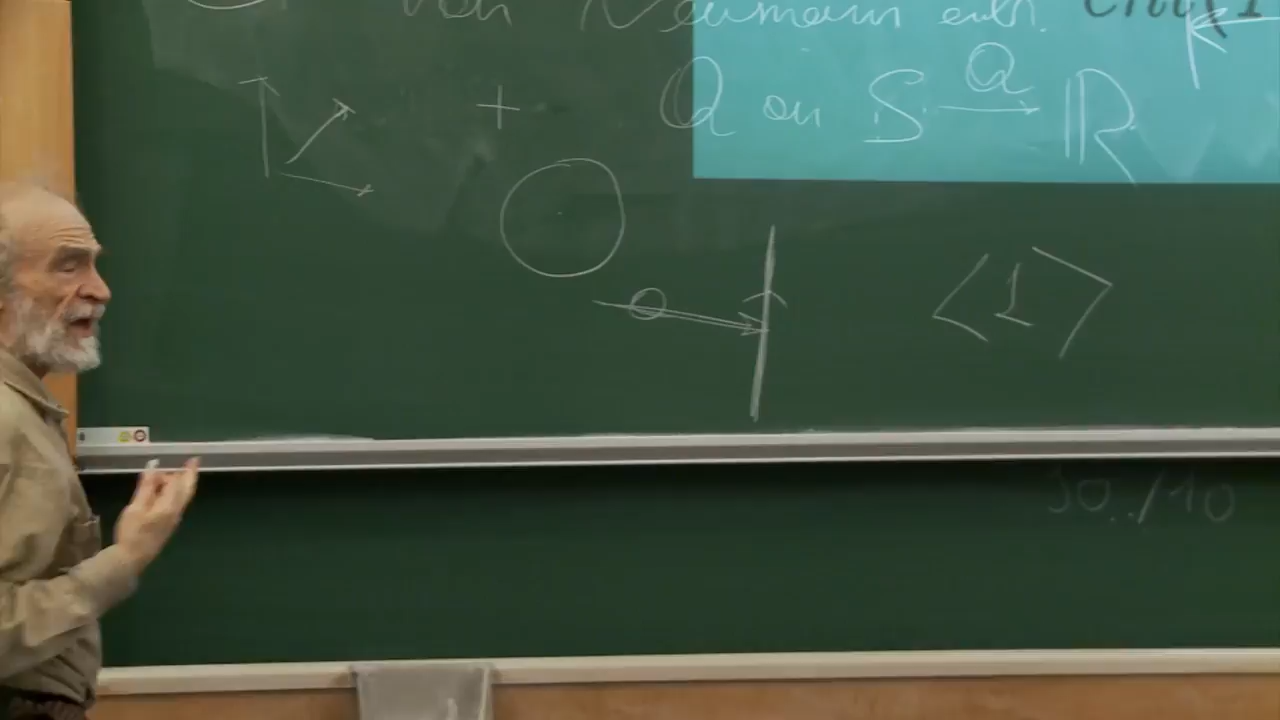 von Neumann
Q on S →Q ℝ
+
<1>
30../10